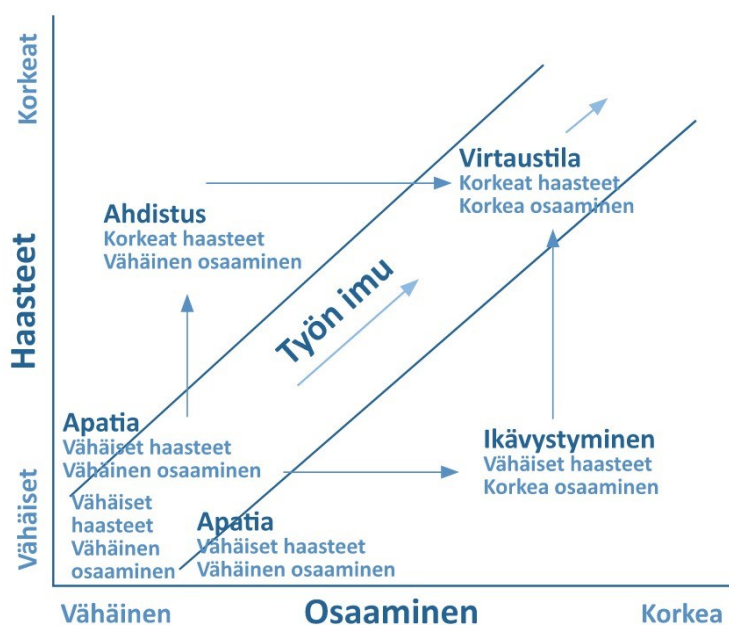 Korkeat
Haasteet
Vähäiset
Virtaustila
Korkeat haasteet
Korkea osaaminen
Ahdistus
Korkeat haasteet
Vähäinen osaaminen
Työn imu
Apatia
Vähäiset haasteet
Vähäinen osaaminen
Ikävystyminen
Vähäiset haasteet
Korkea osaaminen
Vähäiset
haasteet
Vähäinen
osaaminen
Apatia
Vähäiset haasteet
Vähäinen osaaminen
Vähäinen
Osaaminen
Korkea